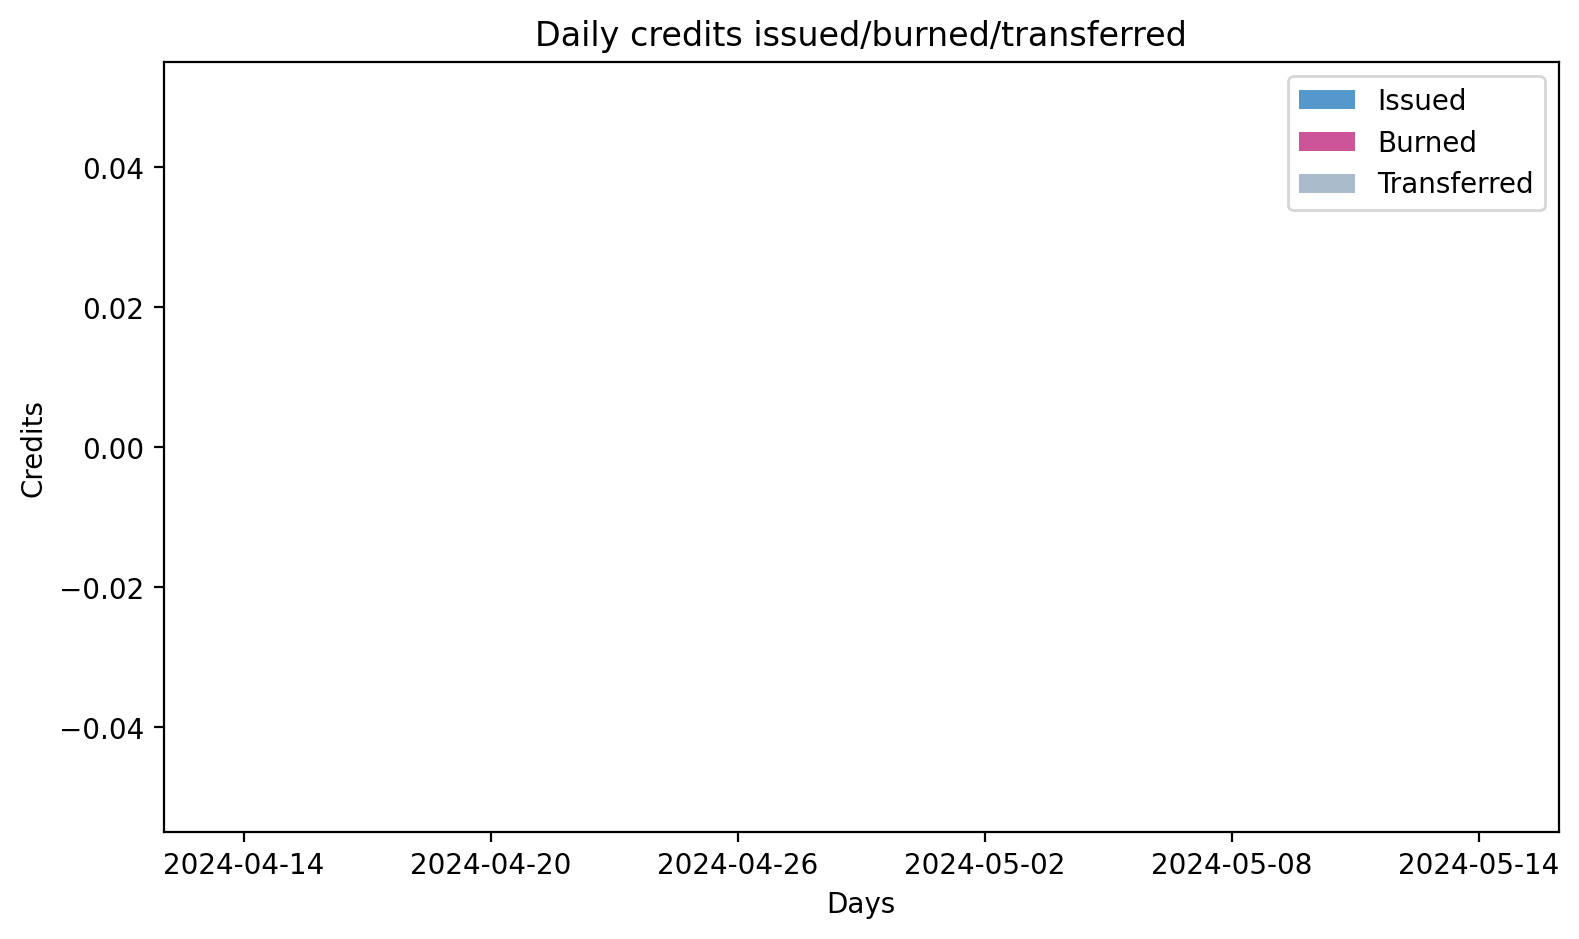 Daily credits issued/burned/transferred
Issued
Burned
Transferred
0.04
0.02
0.00
−0.02
−0.04
Credits
2024-04-14 2024-04-20 2024-04-26 2024-05-02 2024-05-08 2024-05-14
Days